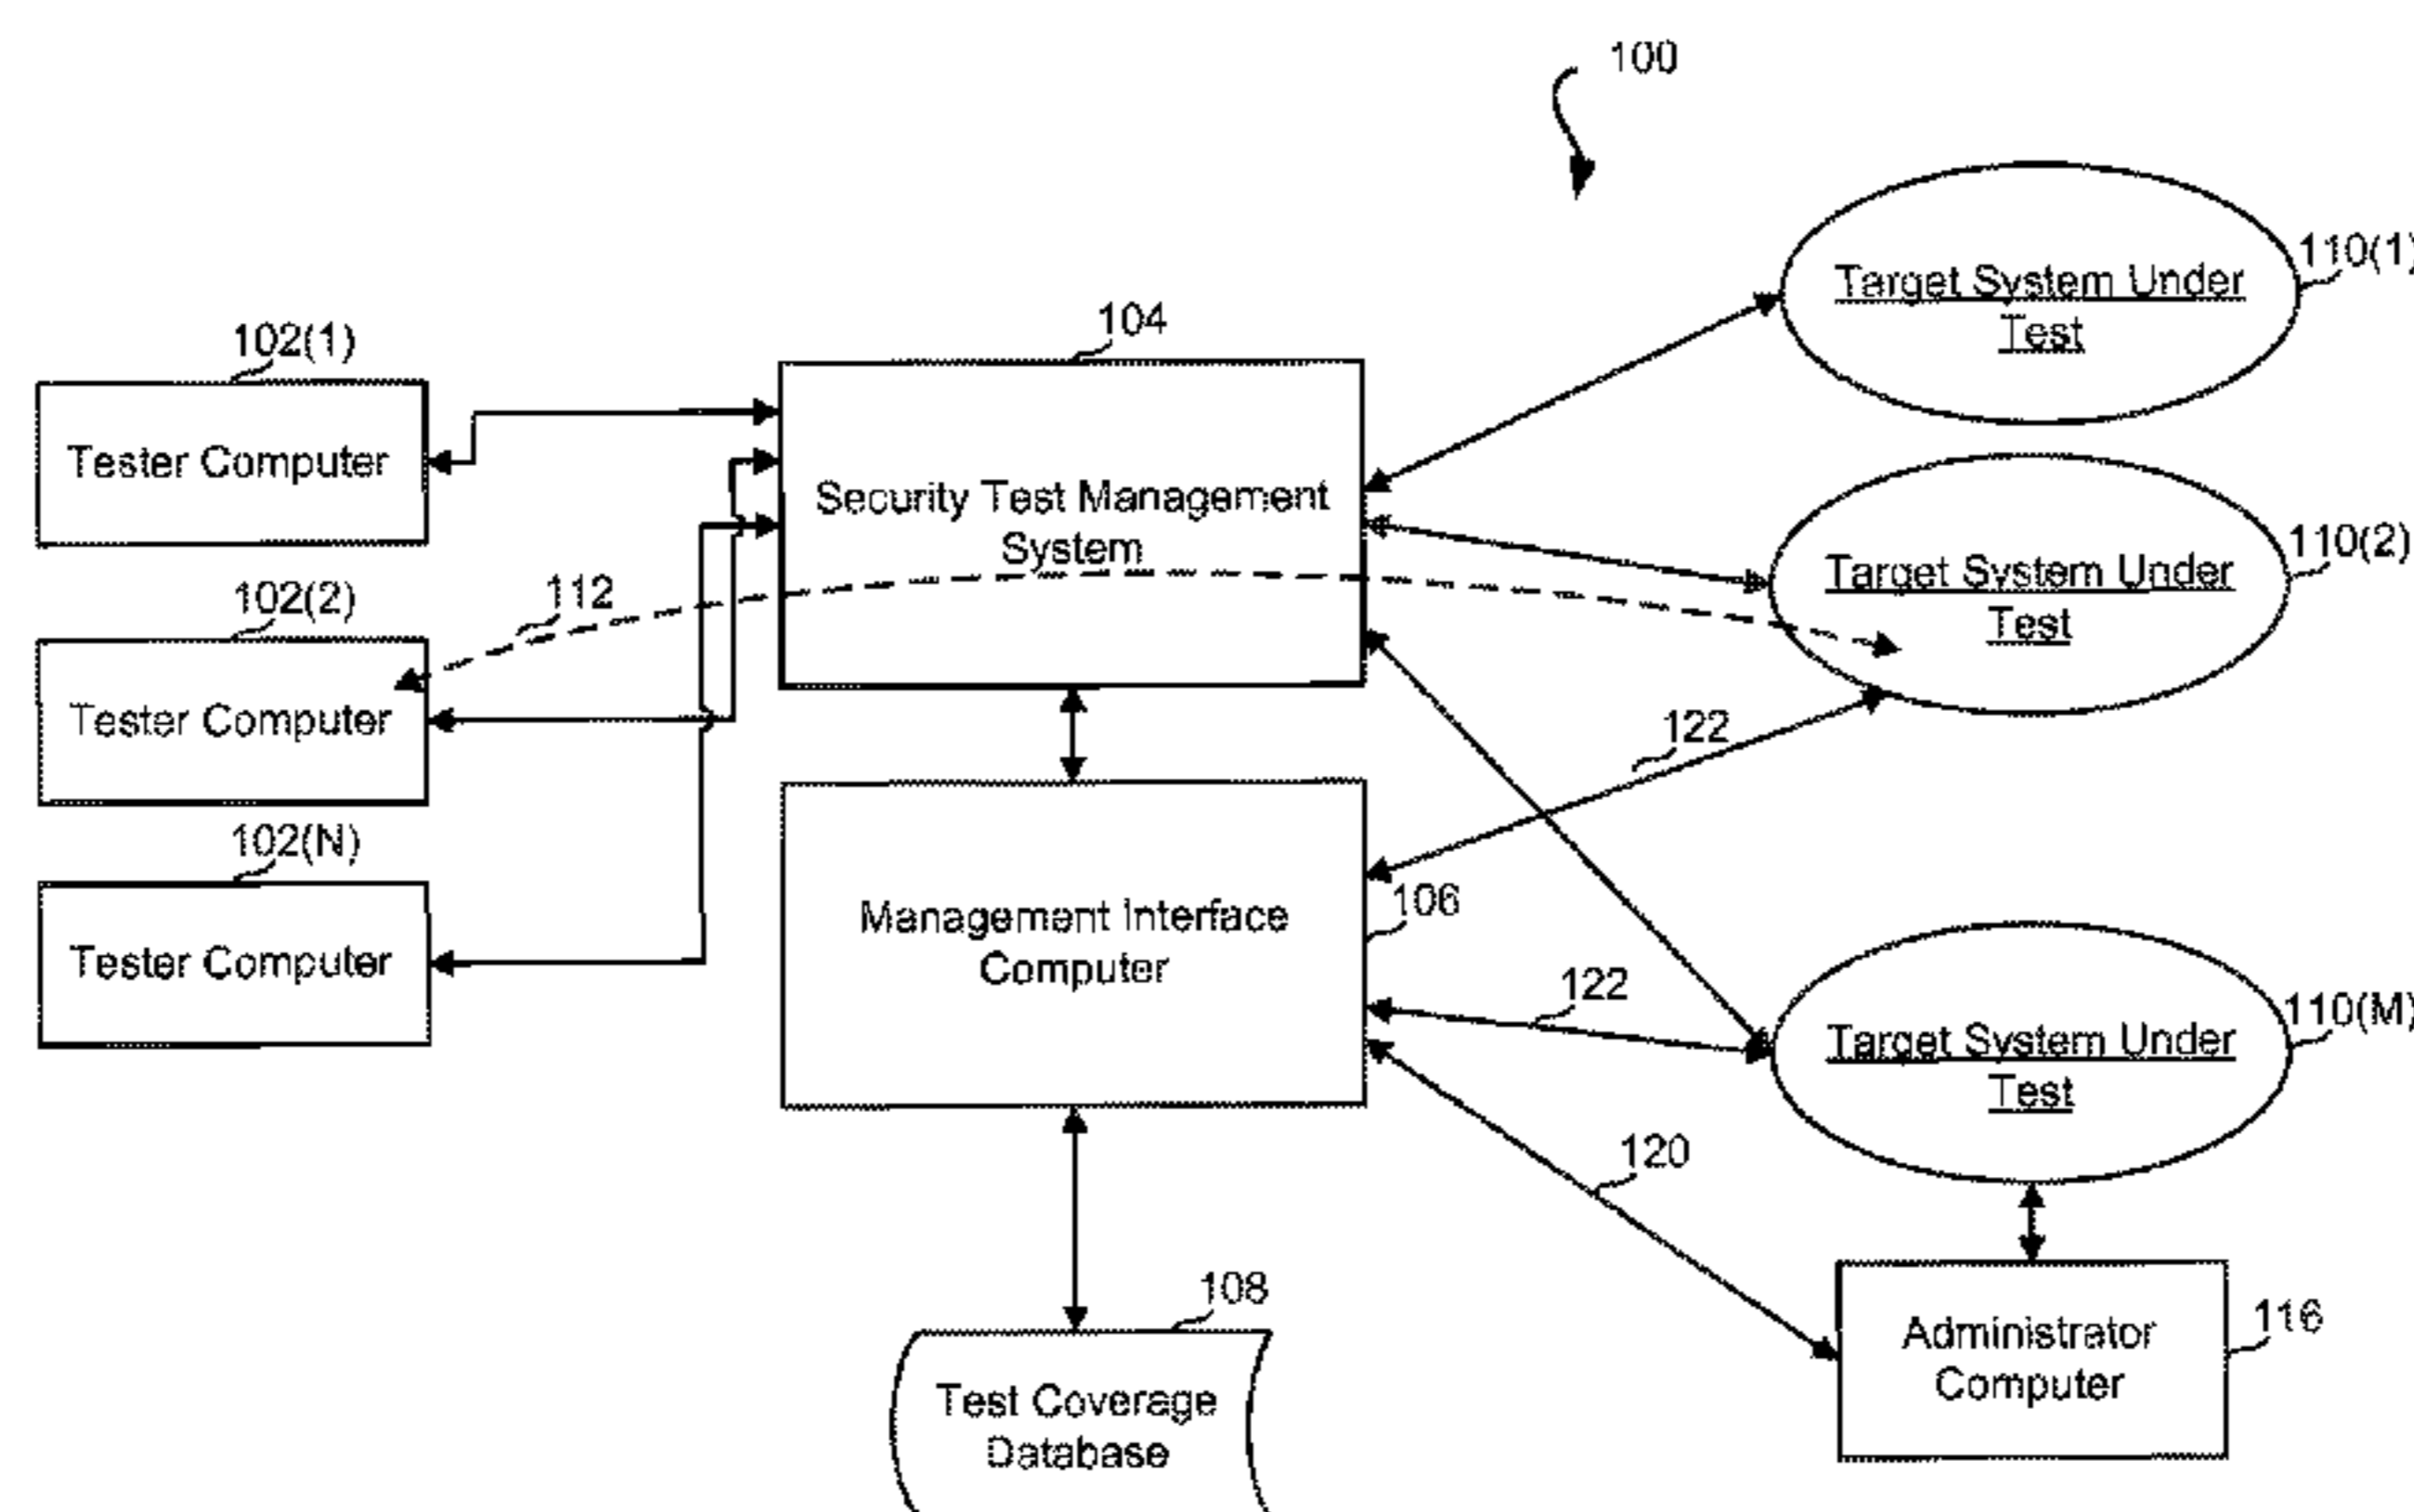 100
110(1)
Target System Under
Test
104
102(1)
Tester Computer
Security Test Management
System
110(2)
Target System Under
Test
112
102(2)
Tester Computer
122
102(N)
Tester Computer
106
Management Interface
Computer
122
110(M)
Target System Under
Test
120
108
Test Coverage
Database
116
Administrator
Computer